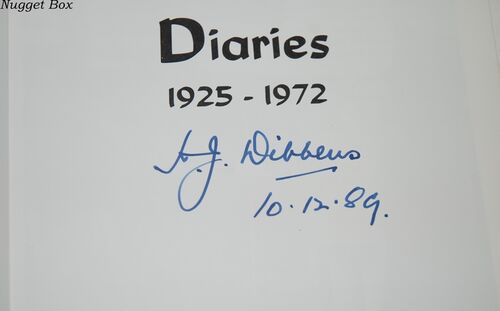 Nugget Box
Diaries
1925 - 1972
A.J. Dibbens
10.12.89.